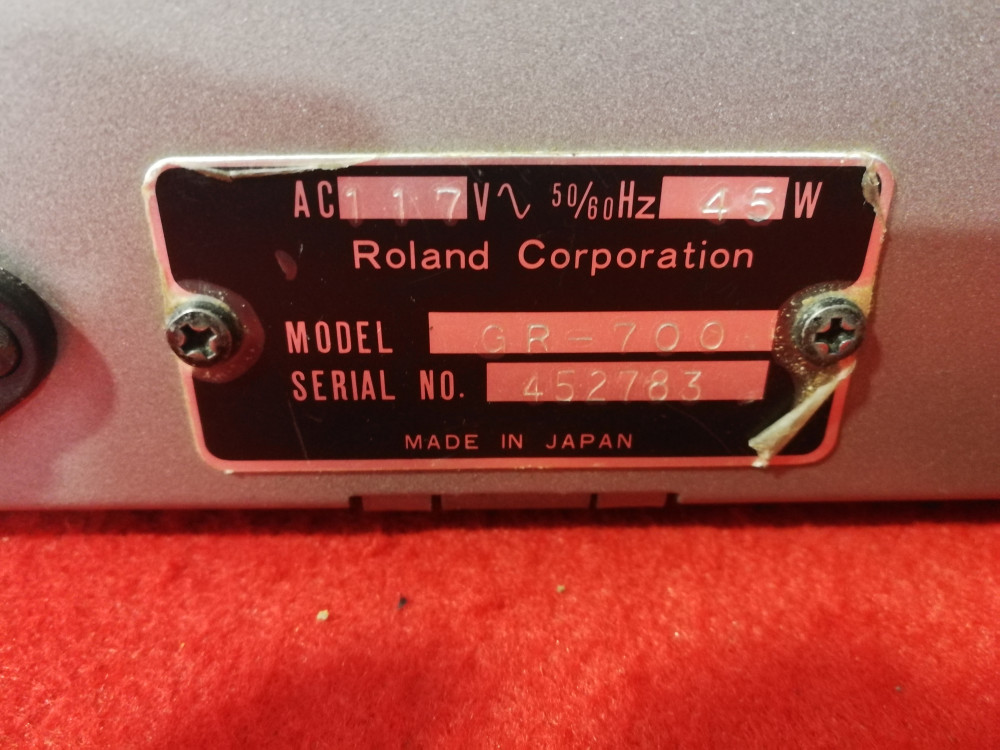 AC 117 V∿ 50/60Hz 45 W
Roland Corporation
MODEL GR-700
SERIAL NO. 452783
MADE IN JAPAN